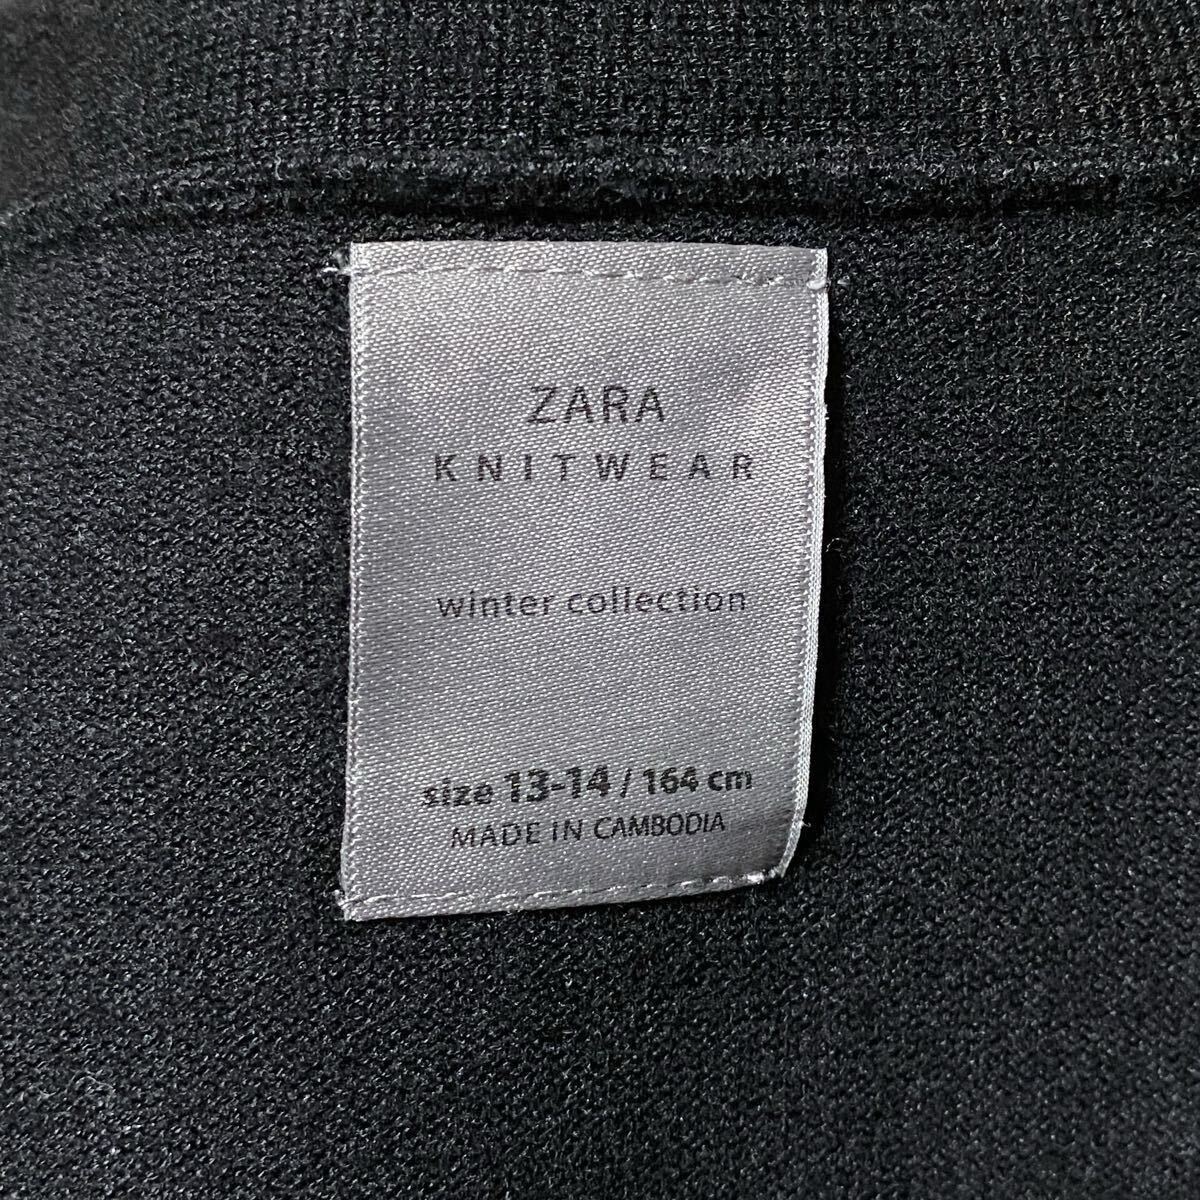 ZARA
KNITWEAR
winter collection
size 13-14 / 164 cm
MADE IN CAMBODIA